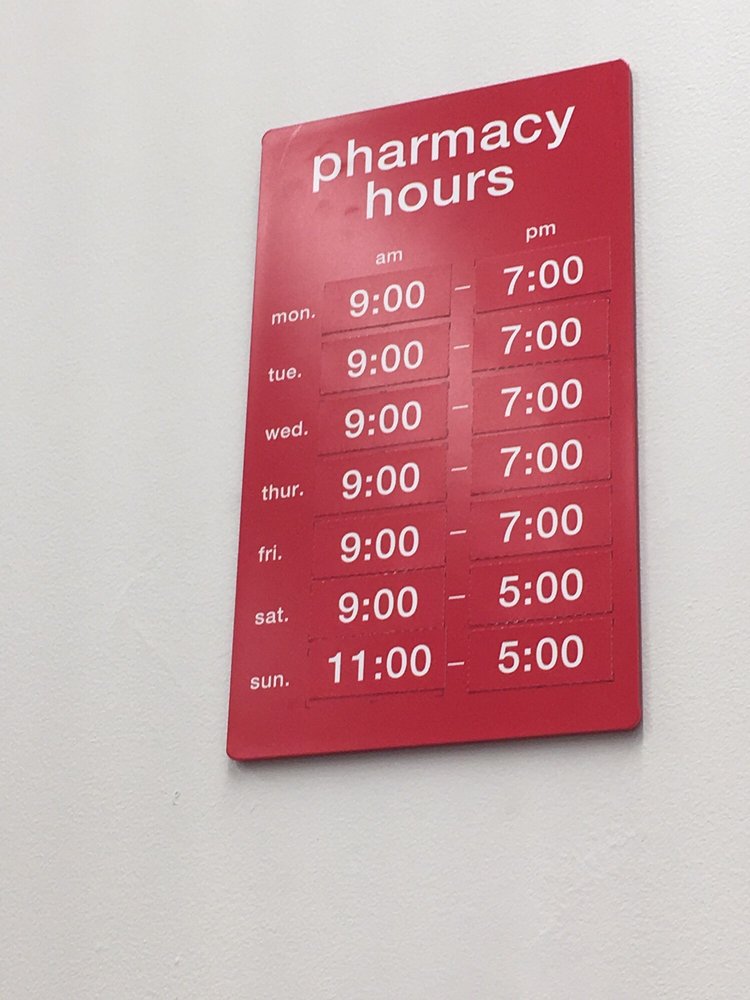 pharmacy
hours
am pm
mon. 9:00 – 7:00
tue. 9:00 – 7:00
wed. 9:00 – 7:00
thur. 9:00 – 7:00
fri. 9:00 – 7:00
sat. 9:00 – 5:00
sun. 11:00 – 5:00